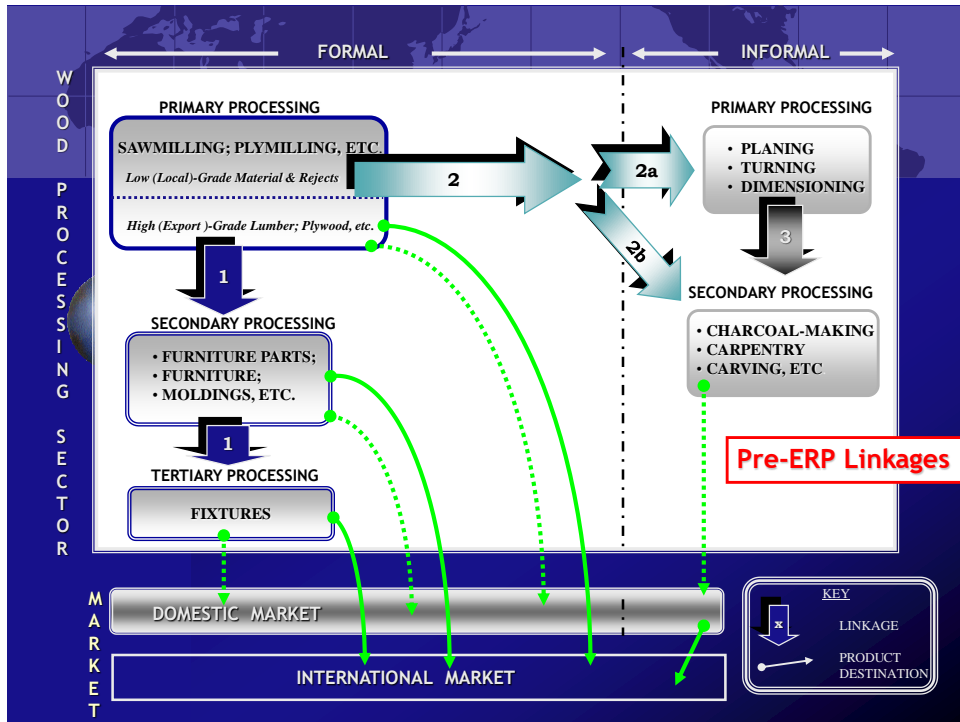 FORMAL
INFORMAL
WOOD PROCESSING SECTOR
PRIMARY PROCESSING
SAWMILLING; PLYMILLING, ETC.
Low (Local)-Grade Material & Rejects
High (Export )-Grade Lumber; Plywood, etc.
2
2a
2b
PRIMARY PROCESSING
• PLANING
• TURNING
• DIMENSIONING
3
1
SECONDARY PROCESSING
• FURNITURE PARTS;
• FURNITURE;
• MOLDINGS, ETC.
SECONDARY PROCESSING
• CHARCOAL-MAKING
• CARPENTRY
• CARVING, ETC
1
Pre-ERP Linkages
TERTIARY PROCESSING
FIXTURES
MARKET
DOMESTIC MARKET
INTERNATIONAL MARKET
KEY
x
LINKAGE
PRODUCT
DESTINATION